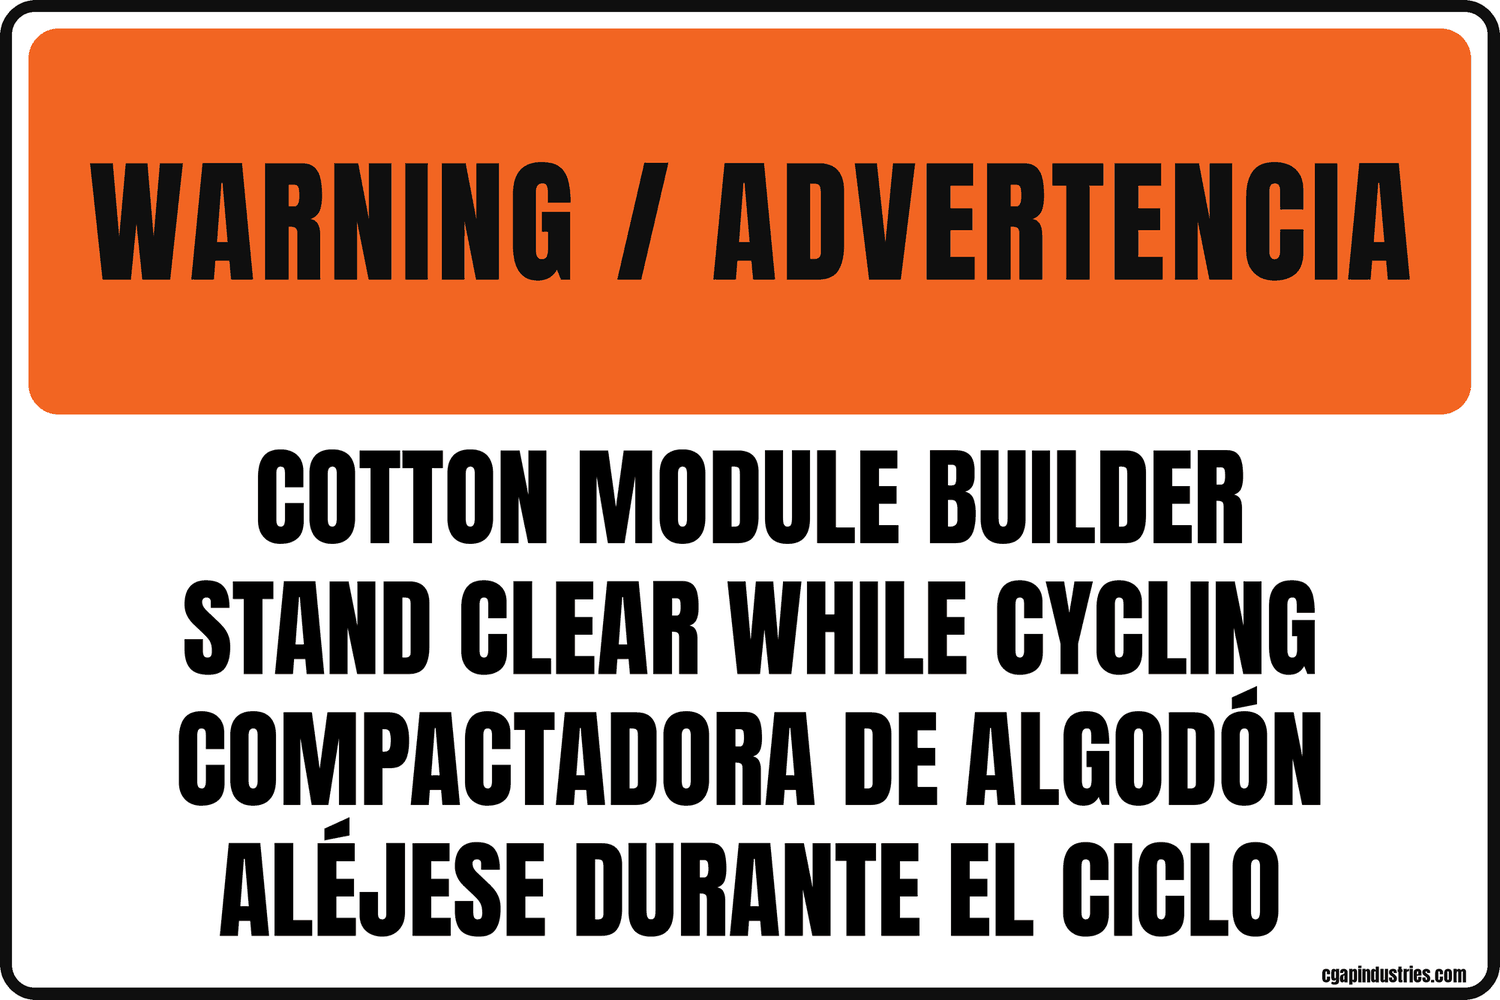 WARNING / ADVERTENCIA
COTTON MODULE BUILDER
STAND CLEAR WHILE CYCLING
COMPACTADORA DE ALGODÓN
ALÉJESE DURANTE EL CICLO
cgapindustries.com